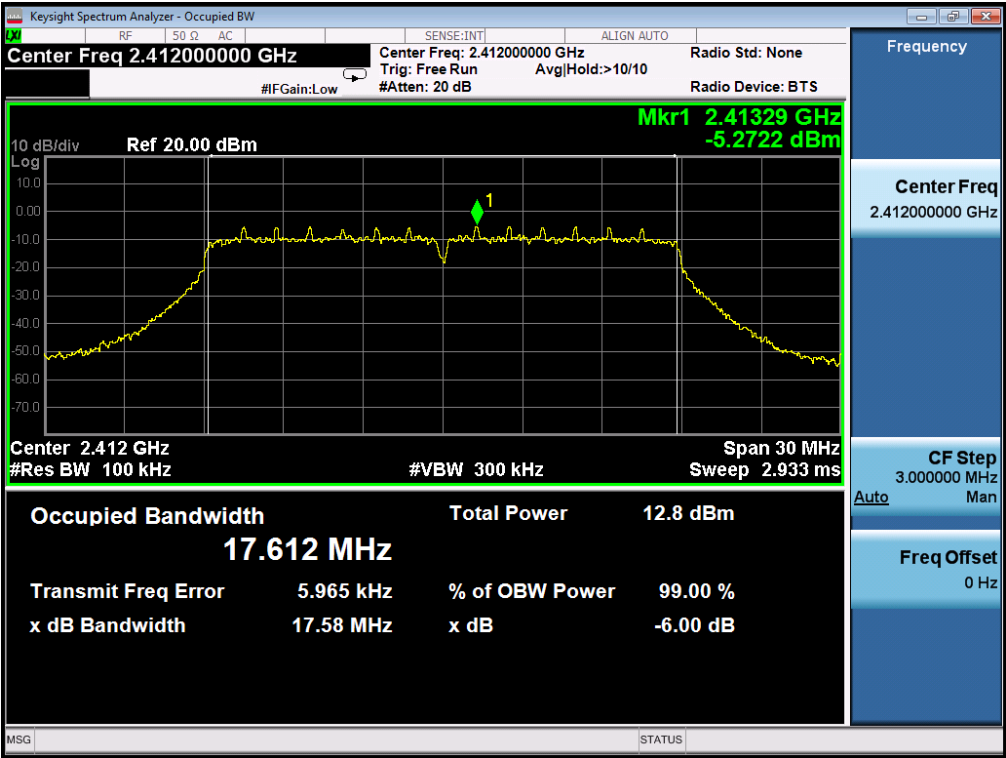 Keysight Spectrum Analyzer - Occupied BW
LXI RF 50 Ω AC SENSE:INT ALIGN AUTO
Center Freq 2.412000000 GHz
Center Freq: 2.412000000 GHz Radio Std: None
Trig: Free Run Avg|Hold:>10/10
#IFGain:Low #Atten: 20 dB Radio Device: BTS
Mkr1 2.41329 GHz
-5.2722 dBm
10 dB/div Ref 20.00 dBm
Log
10.0
0.00
-10.0
-20.0
-30.0
-40.0
-50.0
-60.0
-70.0
1
Center 2.412 GHz Span 30 MHz
#Res BW 100 kHz #VBW 300 kHz Sweep 2.933 ms
Occupied Bandwidth Total Power 12.8 dBm
17.612 MHz
Transmit Freq Error 5.965 kHz % of OBW Power 99.00 %
x dB Bandwidth 17.58 MHz x dB -6.00 dB
MSG STATUS
Frequency
Center Freq
2.412000000 GHz
CF Step
3.000000 MHz
Auto Man
Freq Offset
0 Hz